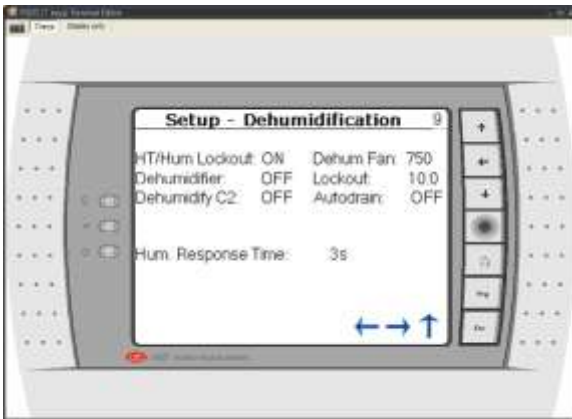 Setup - Dehumidification 9
HT/Hum Lockout: ON Dehum Fan: 750
Dehumidifier: OFF Lockout: 10.0
Dehumidify C2: OFF Autodrain: OFF
Hum. Response Time: 3s